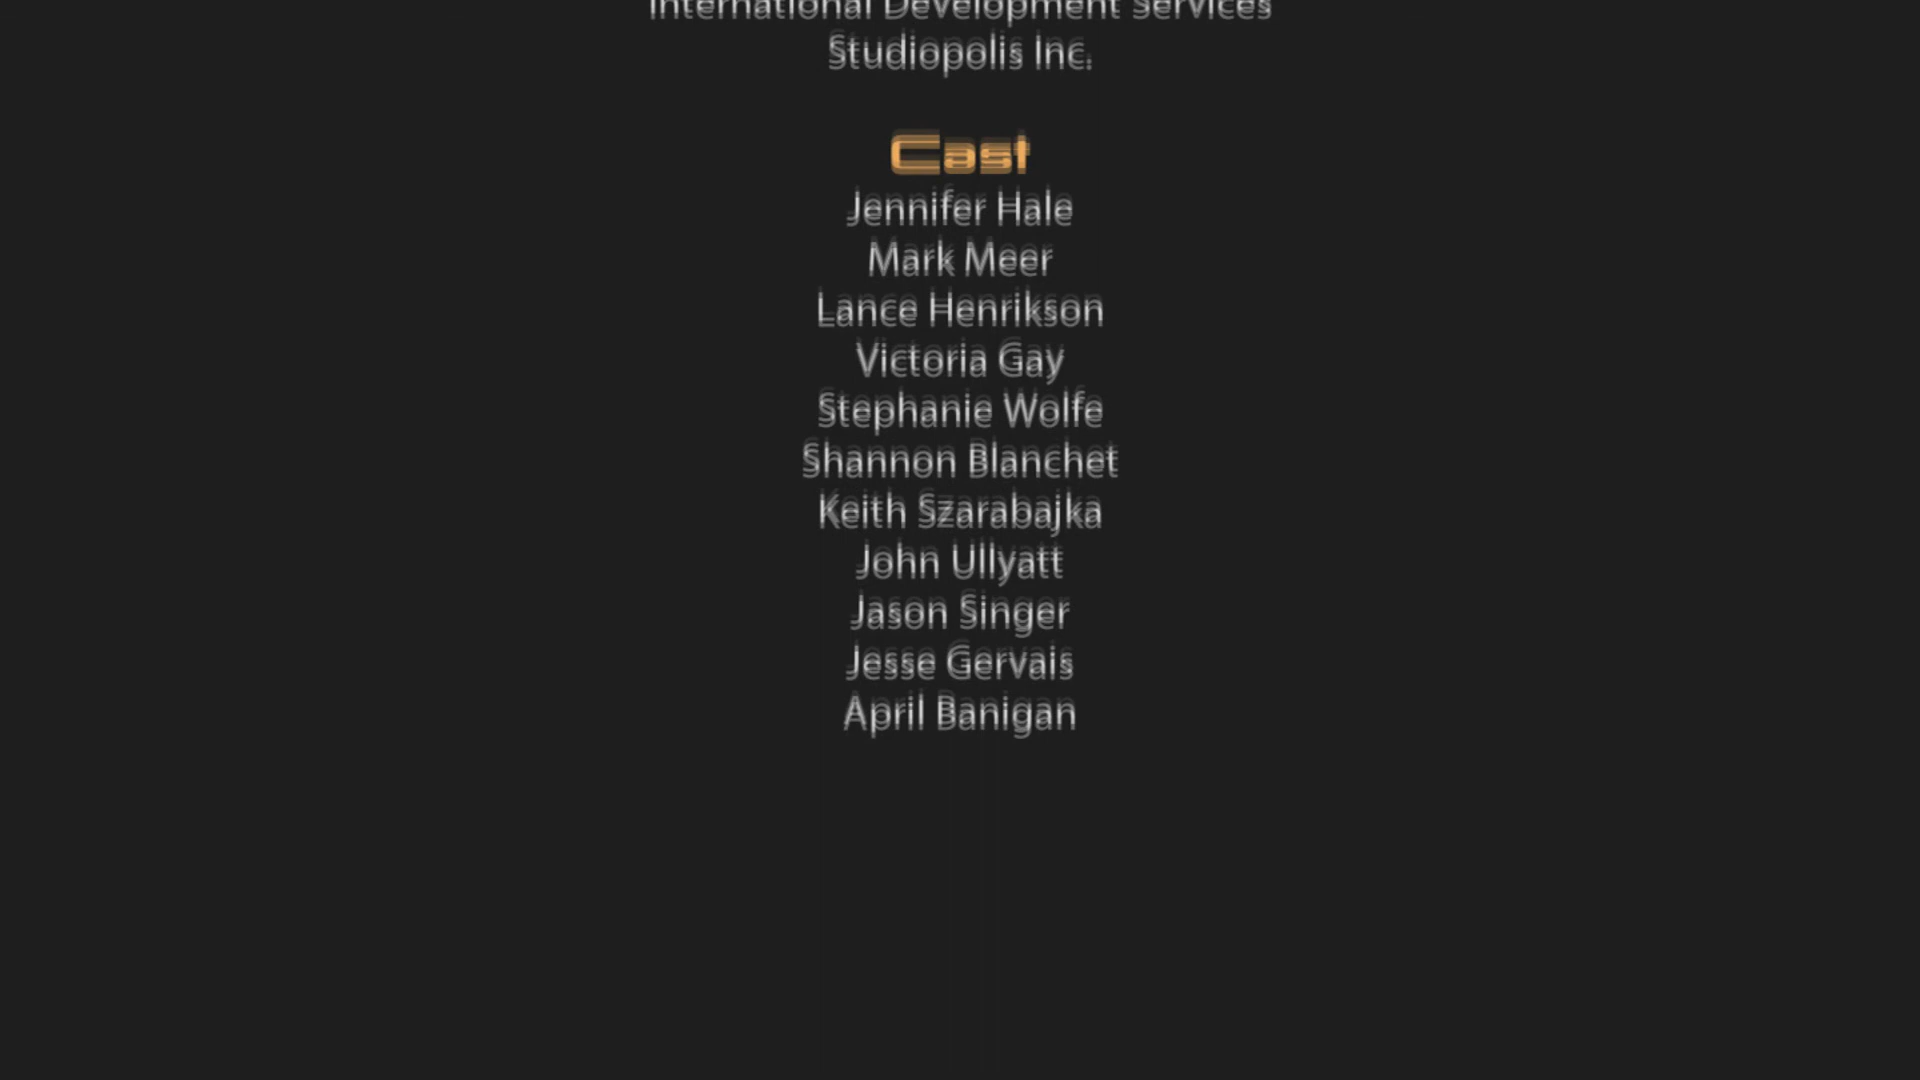 International Development Services
Studiopolis Inc.
Cast
Jennifer Hale
Mark Meer
Lance Henrikson
Victoria Gay
Stephanie Wolfe
Shannon Blanchet
Keith Szarabajka
John Ullyatt
Jason Singer
Jesse Gervais
April Banigan